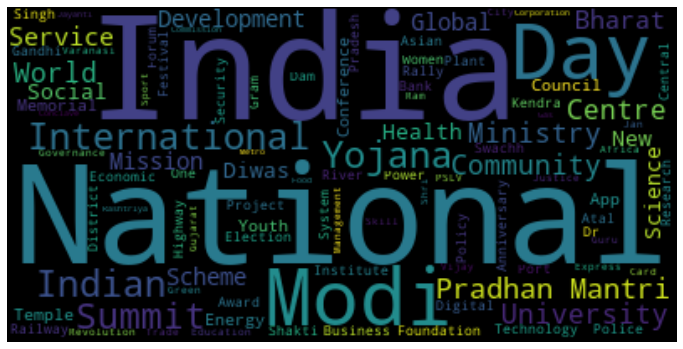 Singh Jayanti Development Global City Corporation Bharat
Service Gandhi Varanasi Commission Forum Festival India Asian Pradesh Day Central
World Social Sport Security Gram Dam Conference Women Rally Plant Bank Council
Memorial Ram Kendra Centre
International Health Ministry New Jan
Governance Mission Metro Yojana Swachh Community Africa Science Research
Economic One Diwas Food River Power PSLV Shri Justice
District Rashtriya National Project System Management Skill Policy Anniversary App Atal Dr Guru
Highway Gujarat Youth Election Vijay Port Express Card
Indian Scheme Green Institute Modi Digital Pradhan Mantri
Temple Summit Award Energy University
Railway Revolution Trade Education Shakti Business Foundation Technology Police